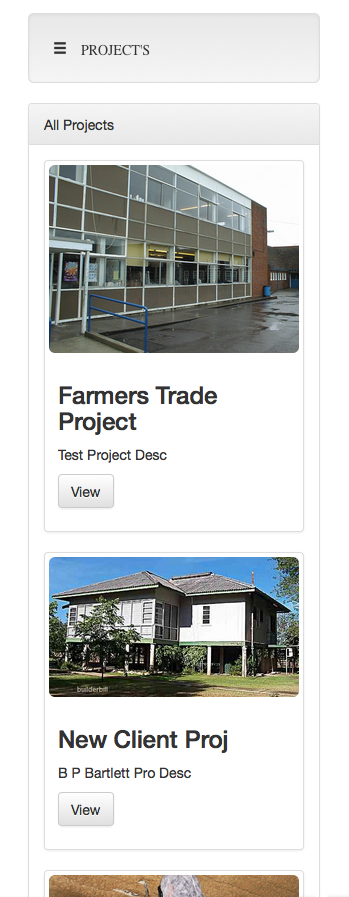 PROJECT'S
All Projects
Farmers Trade
Project
Test Project Desc
View
builderbill
New Client Proj
B P Bartlett Pro Desc
View